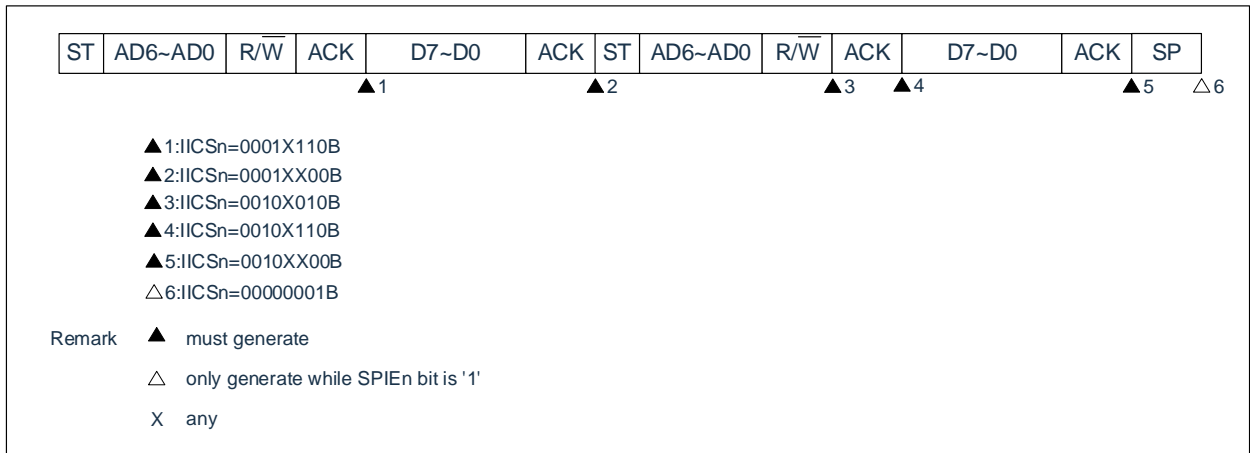 ST AD6~AD0 R/W̅ ACK D7~D0 ACK ST AD6~AD0 R/W̅ ACK D7~D0 ACK SP
▲1 ▲2 ▲3 ▲4 ▲5 △6
▲1:IICSn=0001X110B
▲2:IICSn=0001XX00B
▲3:IICSn=0010X010B
▲4:IICSn=0010X110B
▲5:IICSn=0010XX00B
△6:IICSn=00000001B
Remark ▲ must generate
△ only generate while SPIEn bit is '1'
X any